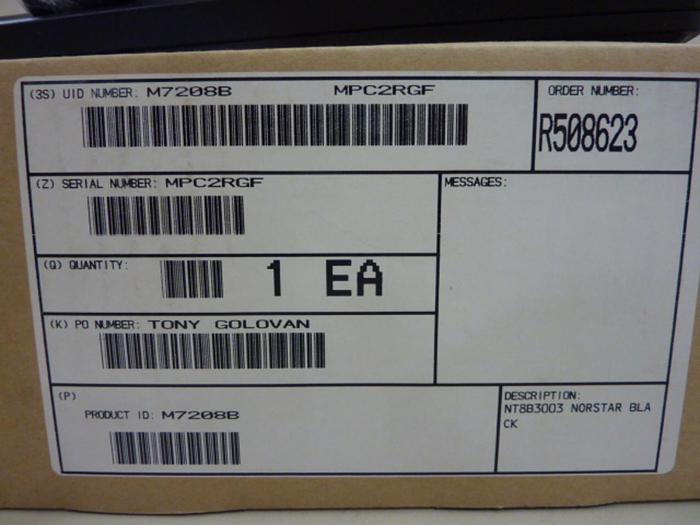 (3S) UID NUMBER: M7208B MPC2RGF
ORDER NUMBER:
R508623
(Z) SERIAL NUMBER: MPC2RGF
MESSAGES:
(Q) QUANTITY: 1 EA
(K) PO NUMBER: TONY GOLOVAN
(P)
PRODUCT ID: M7208B
DESCRIPTION:
NT8B3003 NORSTAR BLA
CK